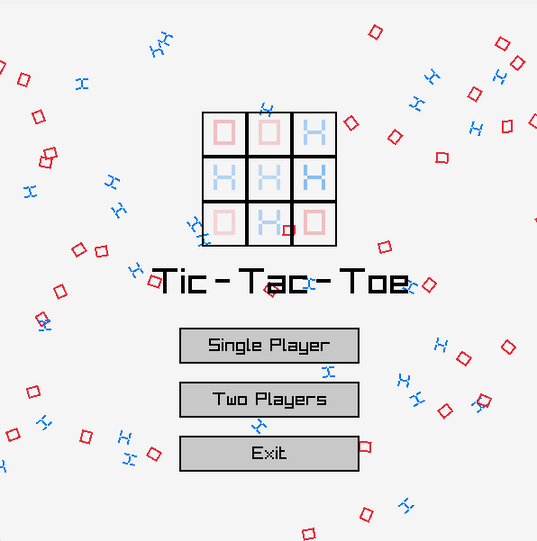 O O X
X X X
O X O
Tic-Tac-Toe
Single Player
Two Players
Exit